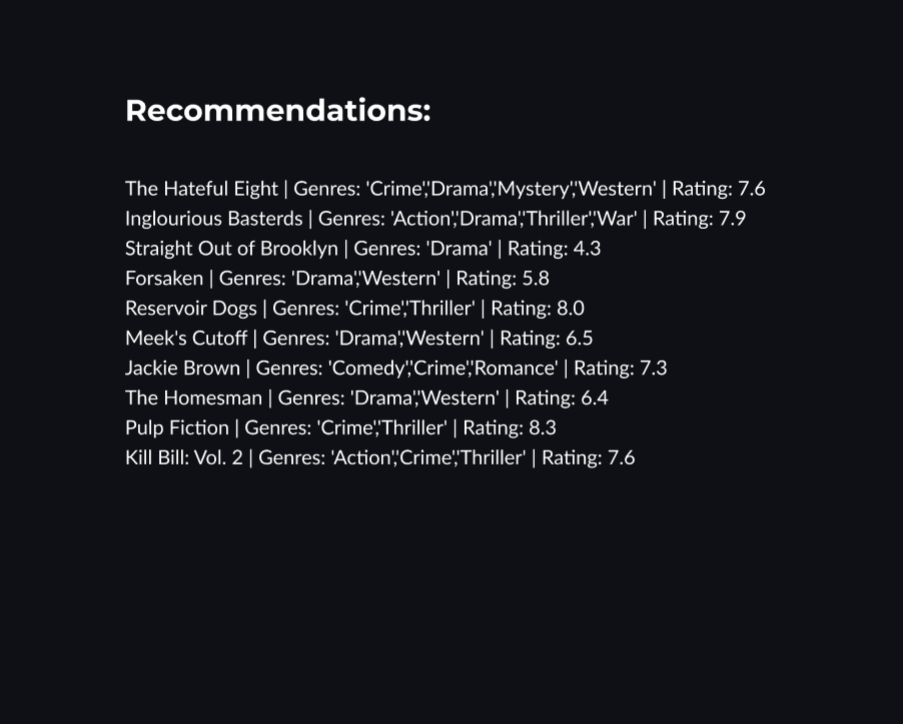 Recommendations:
The Hateful Eight | Genres: 'Crime','Drama','Mystery','Western' | Rating: 7.6
Inglourious Basterds | Genres: 'Action','Drama','Thriller','War' | Rating: 7.9
Straight Out of Brooklyn | Genres: 'Drama' | Rating: 4.3
Forsaken | Genres: 'Drama','Western' | Rating: 5.8
Reservoir Dogs | Genres: 'Crime','Thriller' | Rating: 8.0
Meek's Cutoff | Genres: 'Drama','Western' | Rating: 6.5
Jackie Brown | Genres: 'Comedy','Crime','Romance' | Rating: 7.3
The Homesman | Genres: 'Drama','Western' | Rating: 6.4
Pulp Fiction | Genres: 'Crime','Thriller' | Rating: 8.3
Kill Bill: Vol. 2 | Genres: 'Action','Crime','Thriller' | Rating: 7.6